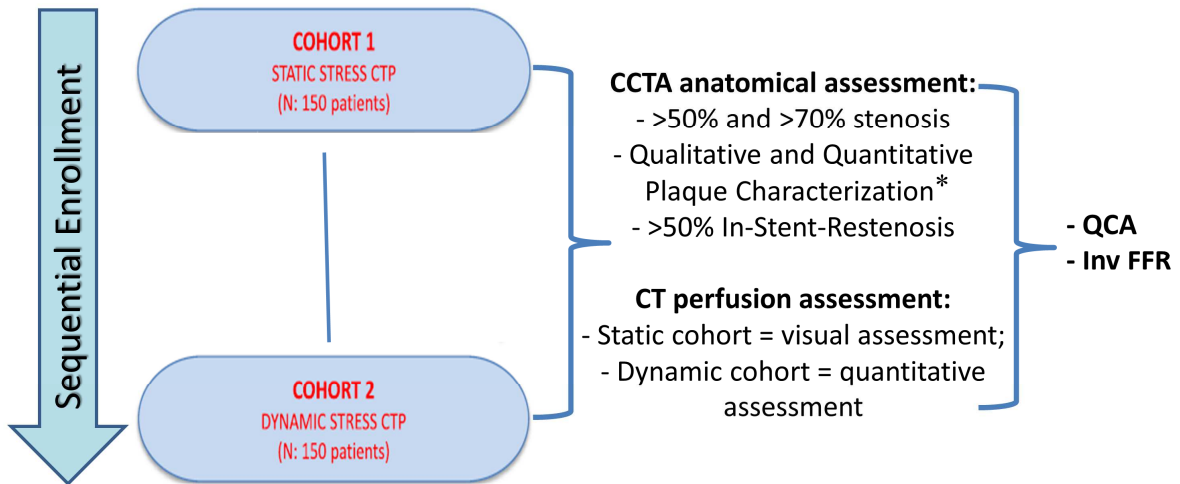 Sequential Enrollment
COHORT 1
STATIC STRESS CTP
(N: 150 patients)
COHORT 2
DYNAMIC STRESS CTP
(N: 150 patients)
CCTA anatomical assessment:
- >50% and >70% stenosis
- Qualitative and Quantitative
Plaque Characterization*
- >50% In-Stent-Restenosis
CT perfusion assessment:
- Static cohort = visual assessment;
- Dynamic cohort = quantitative
assessment
- QCA
- Inv FFR